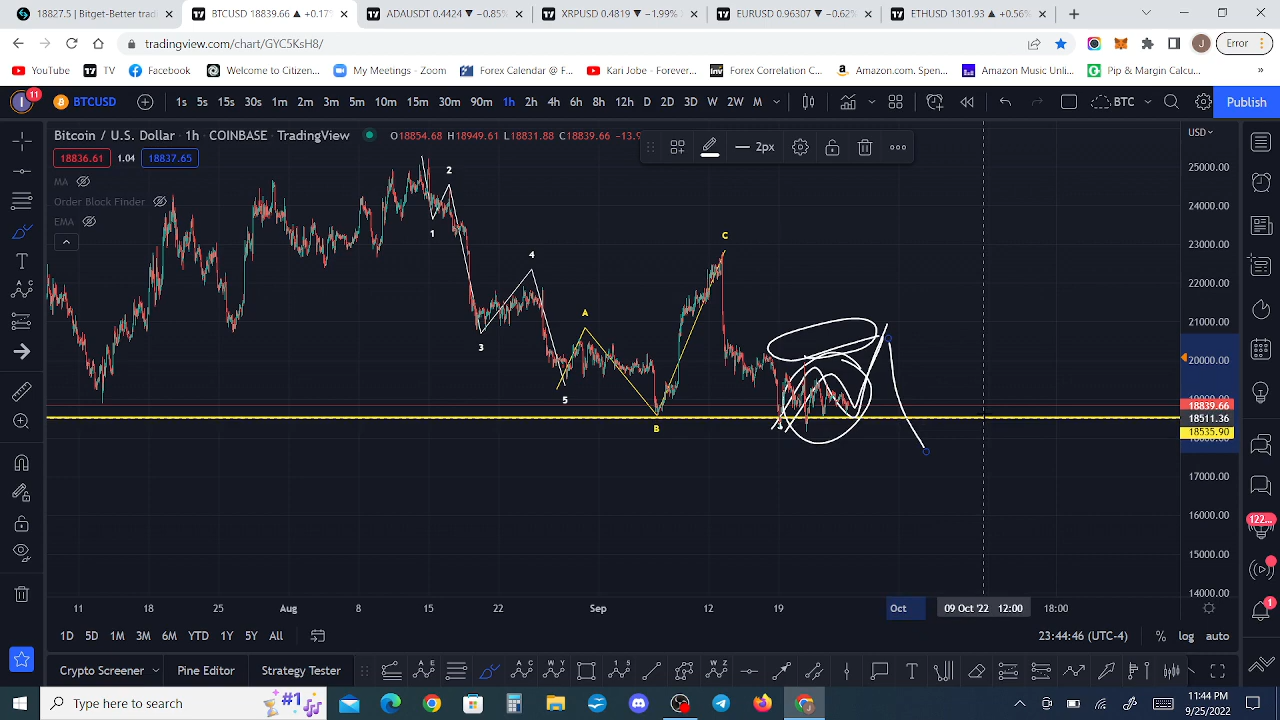 18827.5 | Bitget-Better tradin
BTCUSD 18839.66 ▲ +0.17%
ADAUSDT 0.44 ▼ −0.85%
XRPUSD 0.4819 ▼ −1.99%
EURUSD 0.96307 ▼ −0.62%
ETHUSD 1301.93 ▲ +0.56%
tradingview.com/chart/GYC5KsH8/
Error
YouTube
TV
Facebook
Welcome, Citizen...
My Meetings - Zoom
Forex Calendar @ F...
Kari Jobe - Forever...
Forex Correlation C...
Amazon Music Unli...
Pip & Margin Calcu...
»
11
BTCUSD
1s 5s 15s 30s 1m 2m 3m 5m 10m 15m 30m 90m 1h 2h 4h 6h 8h 12h D 2D 3D W 2W M
BTC
Publish
Bitcoin / U.S. Dollar · 1h · COINBASE · TradingView
O18854.68 H18949.61 L18831.88 C18839.66 −13.9
USD
18836.61 1.04 18837.65
2px
MA
Order Block Finder
EMA
25000.00
24000.00
23000.00
22000.00
21000.00
20000.00
18839.66
18511.36
18535.90
17000.00
16000.00
15000.00
14000.00
2
1
C
4
A
3
5
B
11 18 25 Aug 8 15 22 Sep 12 19 Oct 09 Oct '22 12:00 18:00
122...
1
1D 5D 1M 3M 6M YTD 1Y 5Y All
23:44:46 (UTC-4)
% log auto
Crypto Screener
Pine Editor
Strategy Tester
Type here to search
#1
11:44 PM
9/25/2022